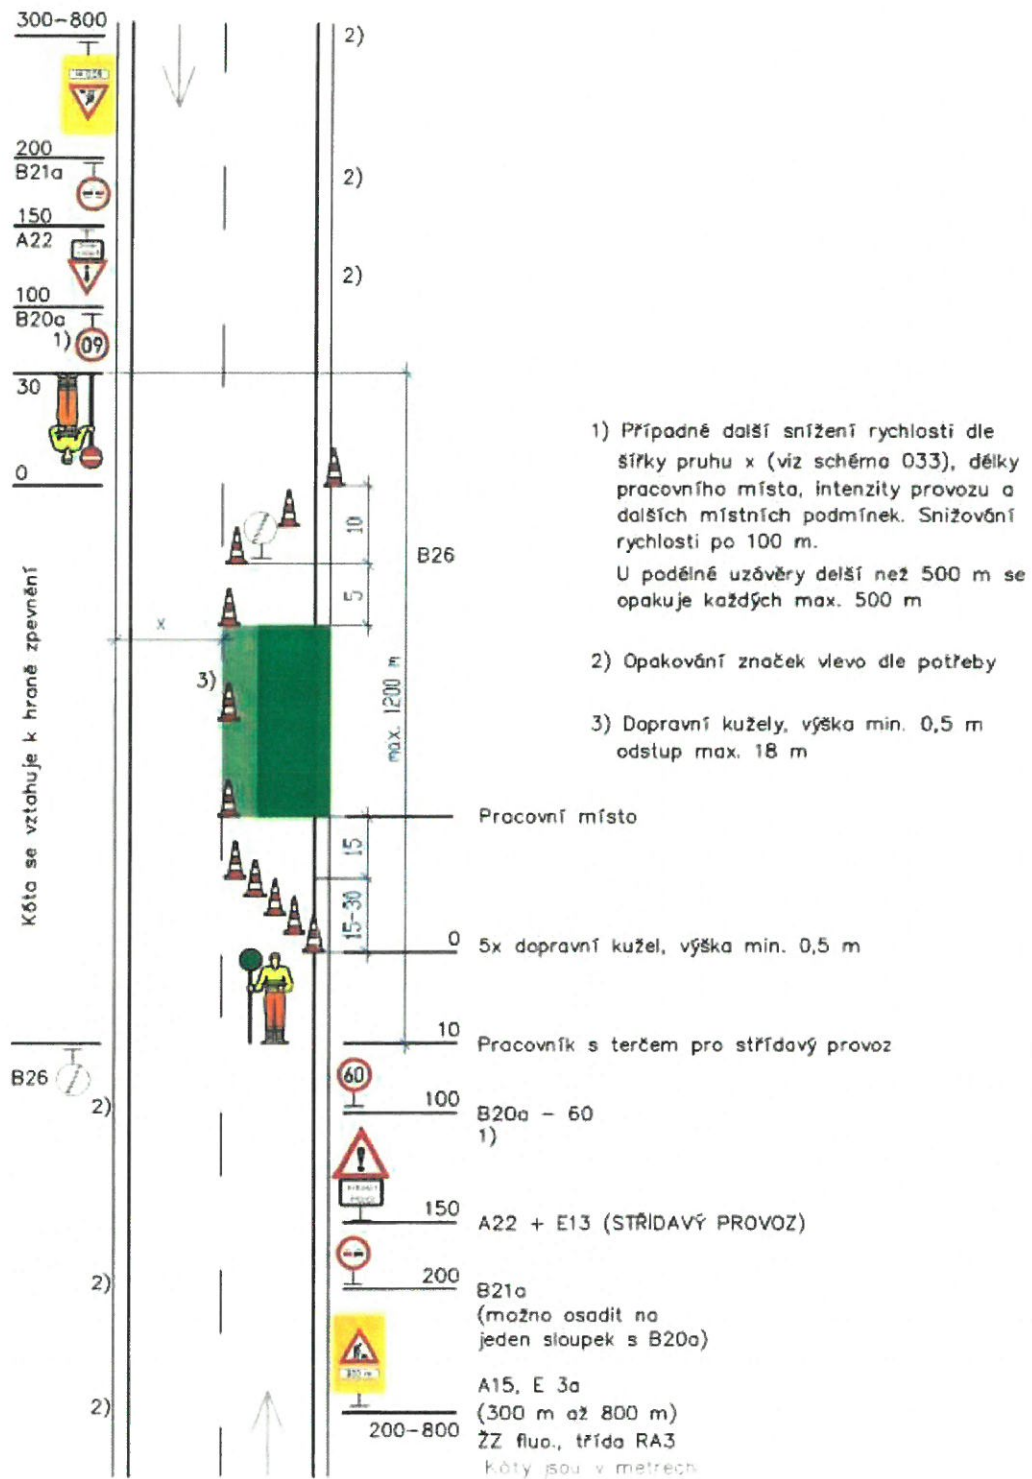 300-800
2)
200
B21a
2)
150
A22
2)
100
B20a
1)
60
30
0
10
B26
5
x
3)
max. 1200 m
Kóta se vztahuje k hraně zpevnění
1) Případné další snížení rychlosti dle
šířky pruhu x (viz schéma 033), délky
pracovního místa, intenzity provozu a
dalších místních podmínek. Snižování
rychlosti po 100 m.
U podélné uzávěry delší než 500 m se
opakuje každých max. 500 m
2) Opakování značek vlevo dle potřeby
3) Dopravní kužely, výška min. 0,5 m
odstup max. 18 m
Pracovní místo
15
15-30
0
5x dopravní kužel, výška min. 0,5 m
10
Pracovník s terčem pro střídavý provoz
B26
2)
60
100
B20a - 60
1)
150
A22 + E13 (STŘÍDAVÝ PROVOZ)
2)
200
B21a
(možno osadit na
jeden sloupek s B20a)
2)
A15, E 3a
(300 m až 800 m)
200-800
ŽZ fluo., třída RA3
Kóty jsou v metrech